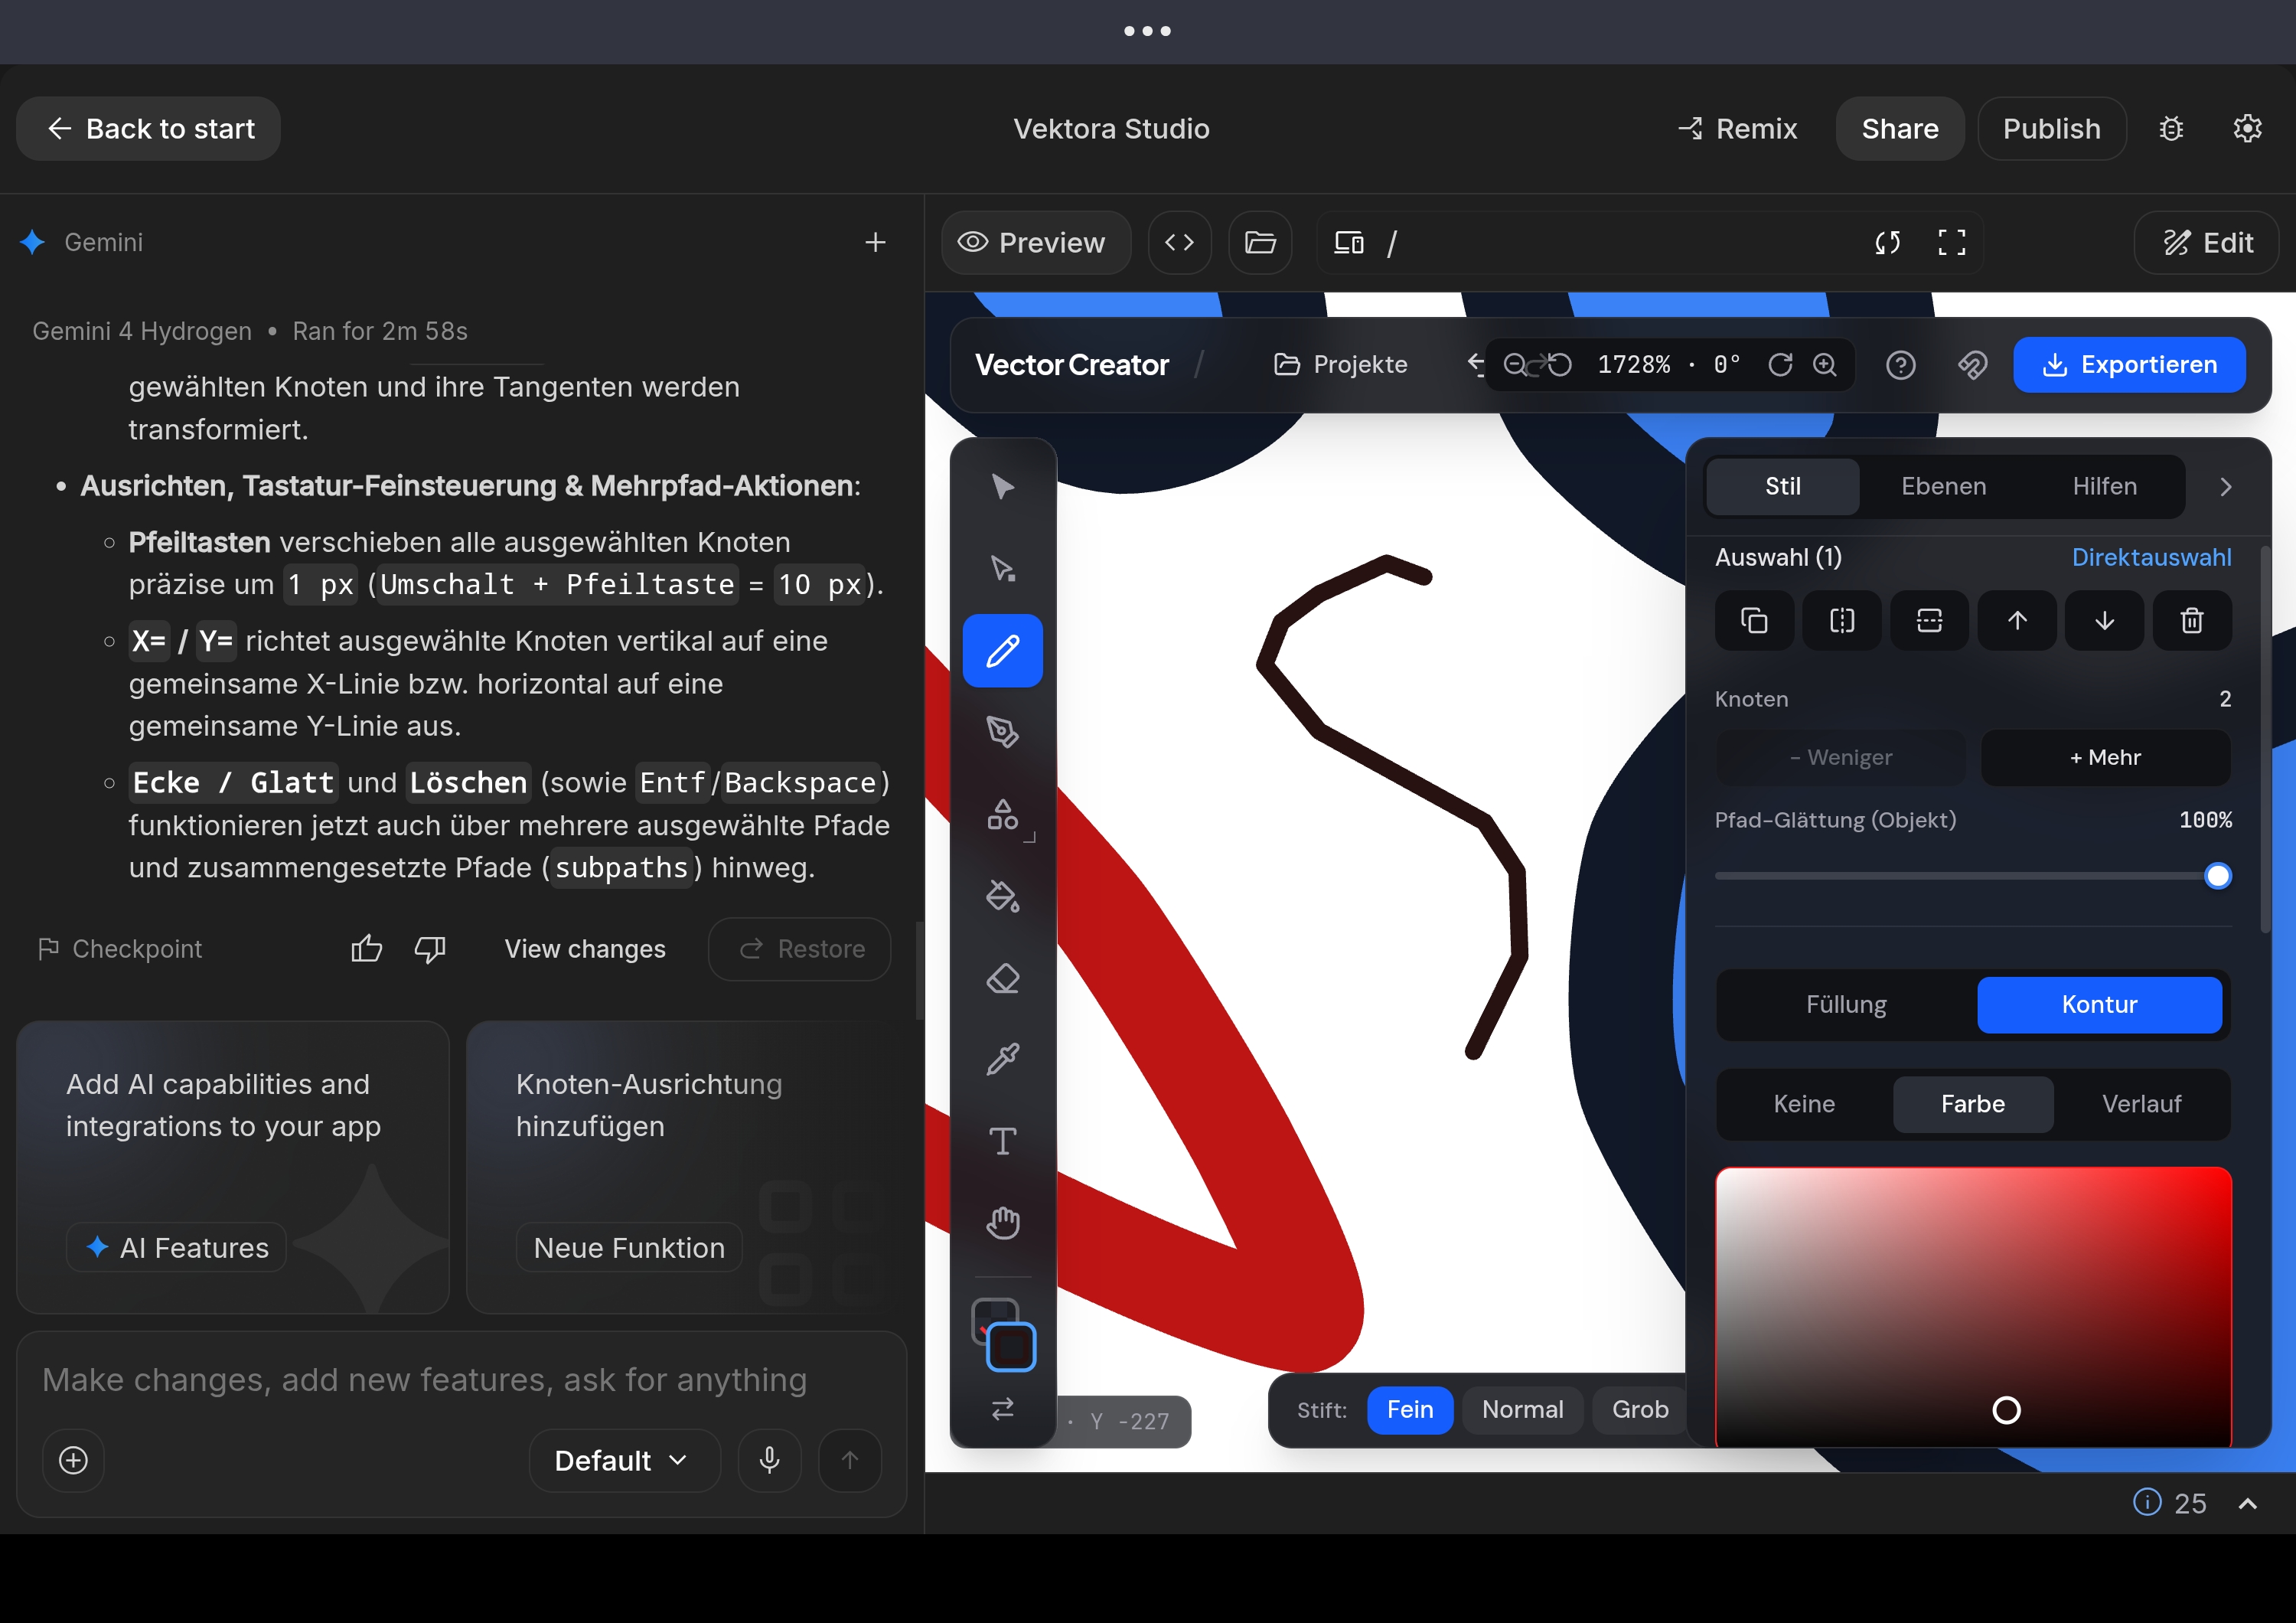 Back to start
Vektora Studio
Remix
Share
Publish
Gemini
Preview
/
Edit
Gemini 4 Hydrogen • Ran for 2m 58s
gewählten Knoten und ihre Tangenten werden
transformiert.
• Ausrichten, Tastatur-Feinsteuerung & Mehrpfad-Aktionen:
○ Pfeiltasten verschieben alle ausgewählten Knoten
präzise um 1 px (Umschalt + Pfeiltaste = 10 px).
○ X= / Y= richtet ausgewählte Knoten vertikal auf eine
gemeinsame X-Linie bzw. horizontal auf eine
gemeinsame Y-Linie aus.
○ Ecke / Glatt und Löschen (sowie Entf/Backspace)
funktionieren jetzt auch über mehrere ausgewählte Pfade
und zusammengesetzte Pfade (subpaths) hinweg.
Checkpoint
View changes
Restore
Add AI capabilities and
integrations to your app
AI Features
Knoten-Ausrichtung
hinzufügen
Neue Funktion
Make changes, add new features, ask for anything
Default
Vector Creator /
Projekte
1728% · 0°
Exportieren
Stil
Ebenen
Hilfen
Auswahl (1)
Direktauswahl
Knoten
2
− Weniger
+ Mehr
Pfad-Glättung (Objekt)
100%
Füllung
Kontur
Keine
Farbe
Verlauf
· Y -227
Stift:
Fein
Normal
Grob
25